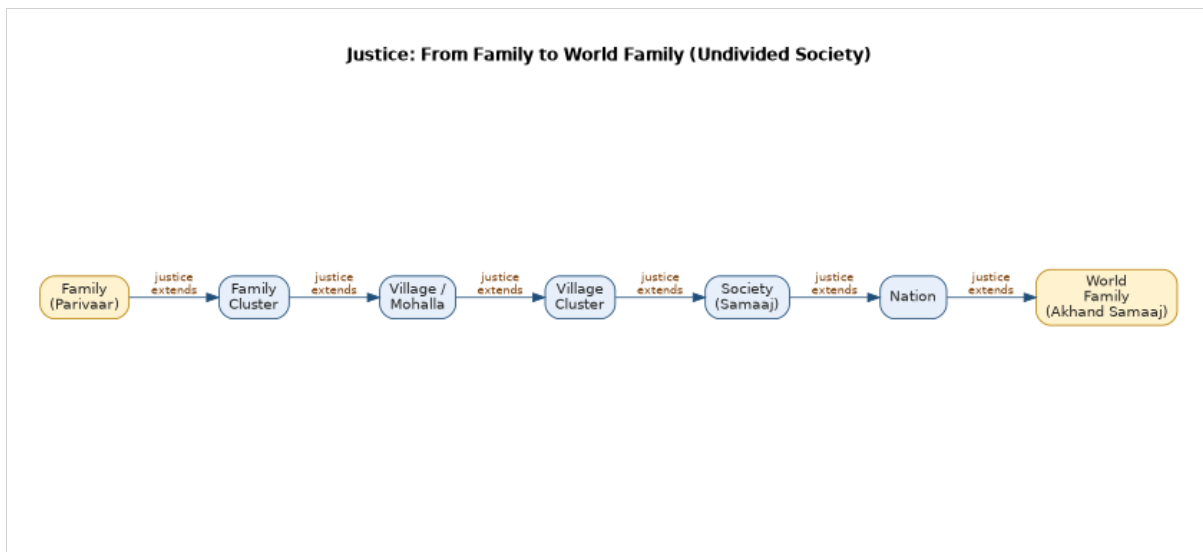 Justice: From Family to World Family (Undivided Society)
Family
(Parivaar)
justice
extends
Family
Cluster
justice
extends
Village /
Mohalla
justice
extends
Village
Cluster
justice
extends
Society
(Samaaj)
justice
extends
Nation
justice
extends
World
Family
(Akhand Samaaj)